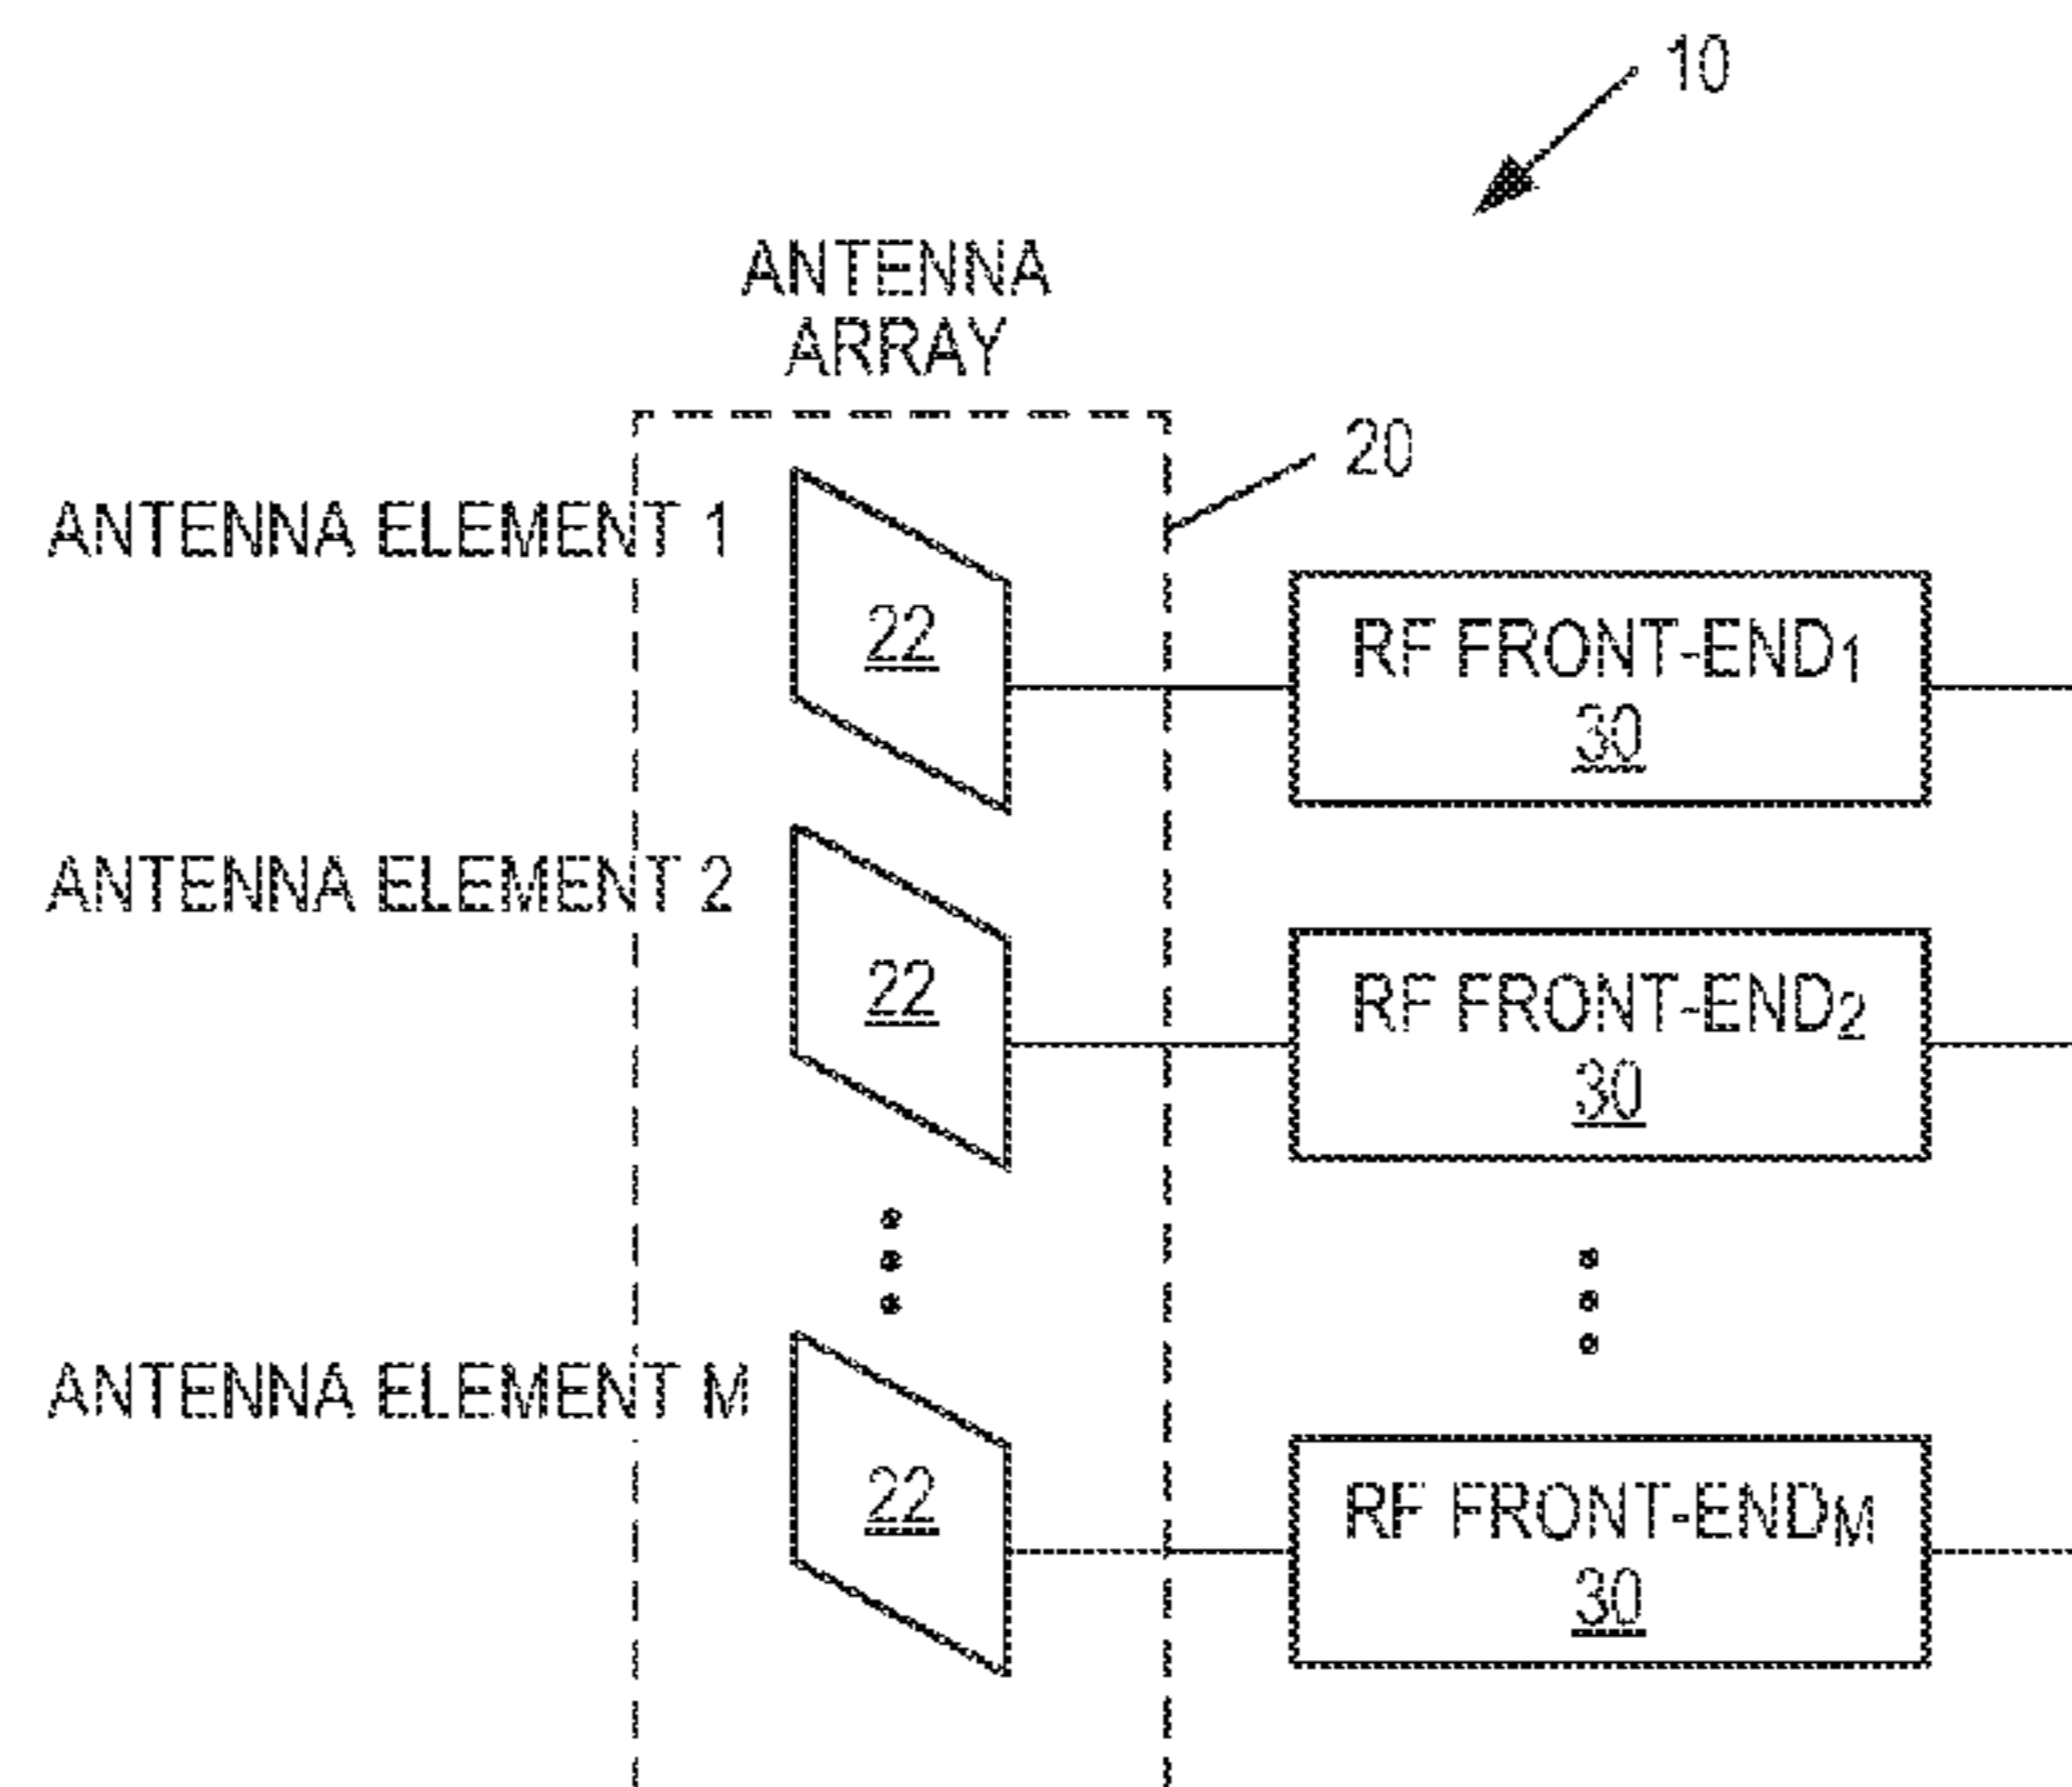 10
ANTENNA
ARRAY
20
ANTENNA ELEMENT 1
22
RF FRONT-END1
30
ANTENNA ELEMENT 2
22
RF FRONT-END2
30
ANTENNA ELEMENT M
22
RF FRONT-ENDM
30